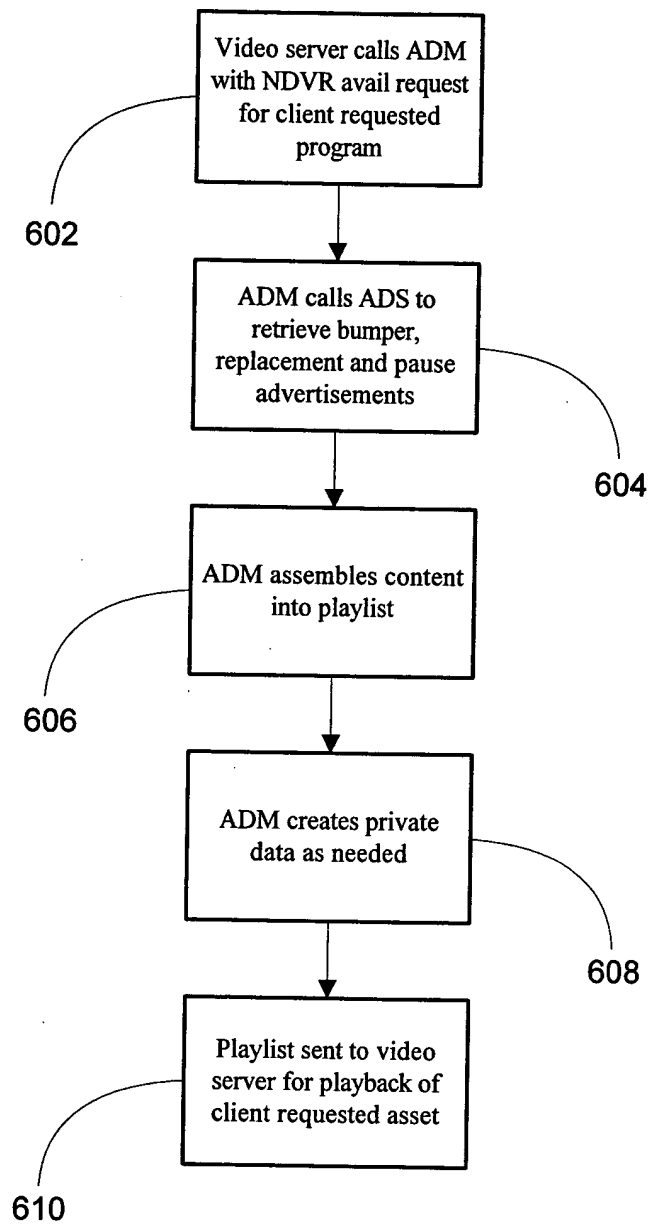 Video server calls ADM
with NDVR avail request
for client requested
program
602
ADM calls ADS to
retrieve bumper,
replacement and pause
advertisements
604
ADM assembles content
into playlist
606
ADM creates private
data as needed
608
Playlist sent to video
server for playback of
client requested asset
610